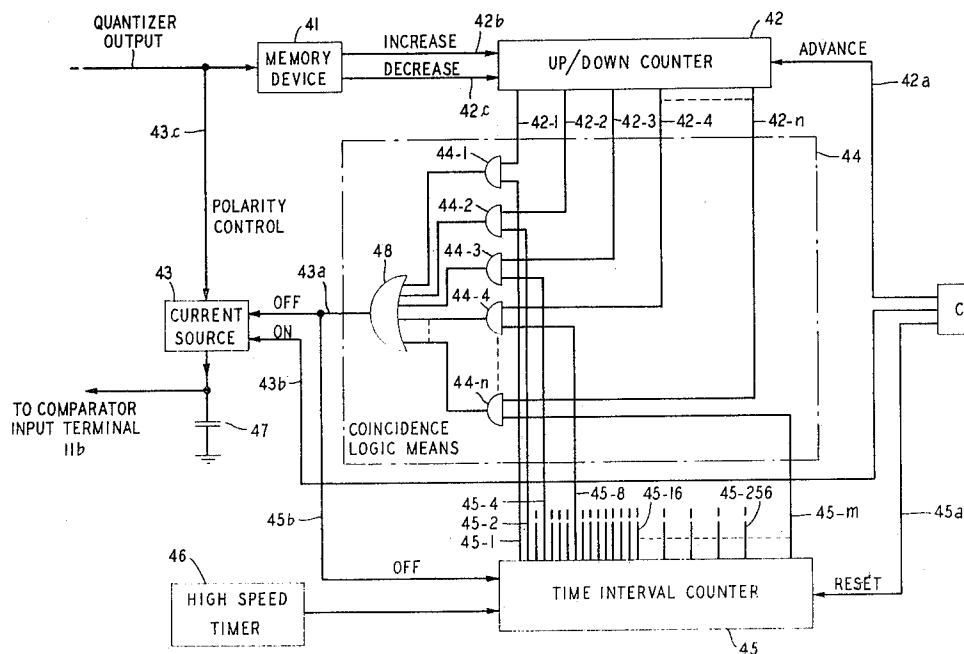 QUANTIZER
OUTPUT
41
MEMORY
DEVICE
INCREASE
42b
DECREASE
42c
42
UP/DOWN COUNTER
ADVANCE
42a
43c
42-1
42-2
42-3
42-4
42-n
44
44-1
44-2
44-3
44-4
44-n
POLARITY
CONTROL
48
43a
43
CURRENT
SOURCE
OFF
ON
43b
C
TO COMPARATOR
INPUT TERMINAL
11b
47
COINCIDENCE
LOGIC MEANS
45-4
45-2
45-1
45-8
45-16
45-256
45-m
45a
45b
46
HIGH SPEED
TIMER
OFF
TIME INTERVAL COUNTER
RESET
45